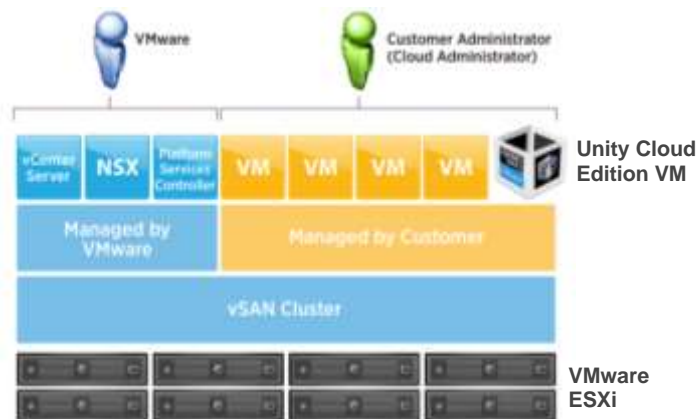 VMware
Customer Administrator
(Cloud Administrator)
vCenter
Server
NSX
Platform
Services
Controller
VM
VM
VM
VM
Unity Cloud
Edition VM
Managed by
VMware
Managed by Customer
vSAN Cluster
VMware
ESXi